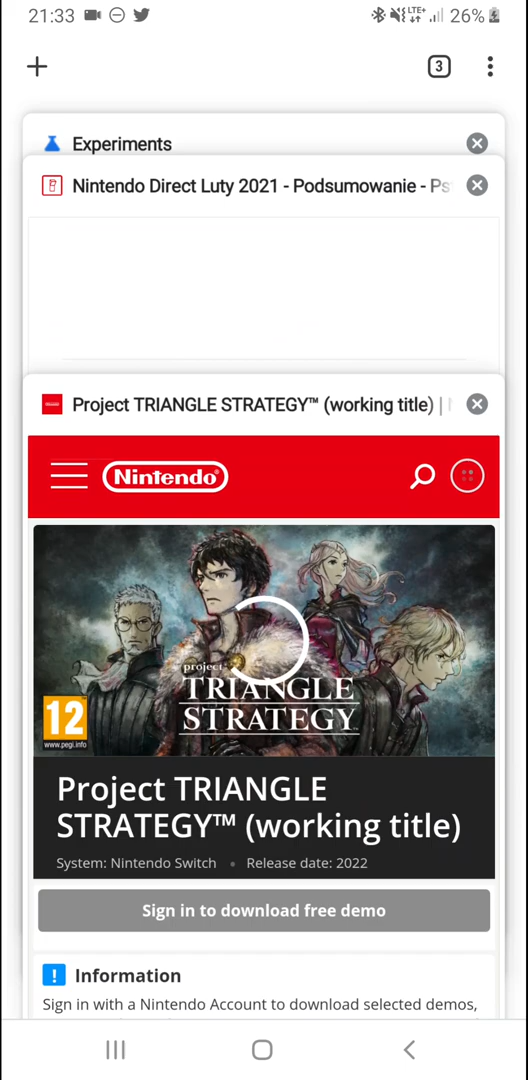 21:33
LTE+
26%
3
Experiments
Nintendo Direct Luty 2021 - Podsumowanie -
Project TRIANGLE STRATEGY™ (working title) |
Nintendo®
project
TRIANGLE
STRATEGY™
12
www.pegi.info
Project TRIANGLE
STRATEGY™ (working title)
System: Nintendo Switch • Release date: 2022
Sign in to download free demo
! Information
Sign in with a Nintendo Account to download selected demos,